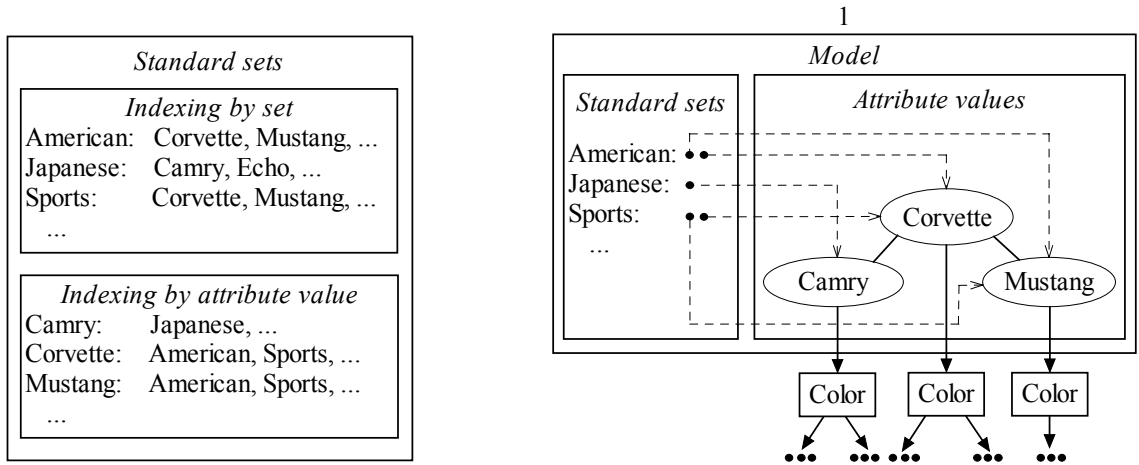 Standard sets
Indexing by set
American: Corvette, Mustang, ...
Japanese: Camry, Echo, ...
Sports: Corvette, Mustang, ...
...
Indexing by attribute value
Camry: Japanese, ...
Corvette: American, Sports, ...
Mustang: American, Sports, ...
...
1
Model
Standard sets
American:
Japanese:
Sports:
...
Attribute values
Corvette
Camry
Mustang
Color
Color
Color